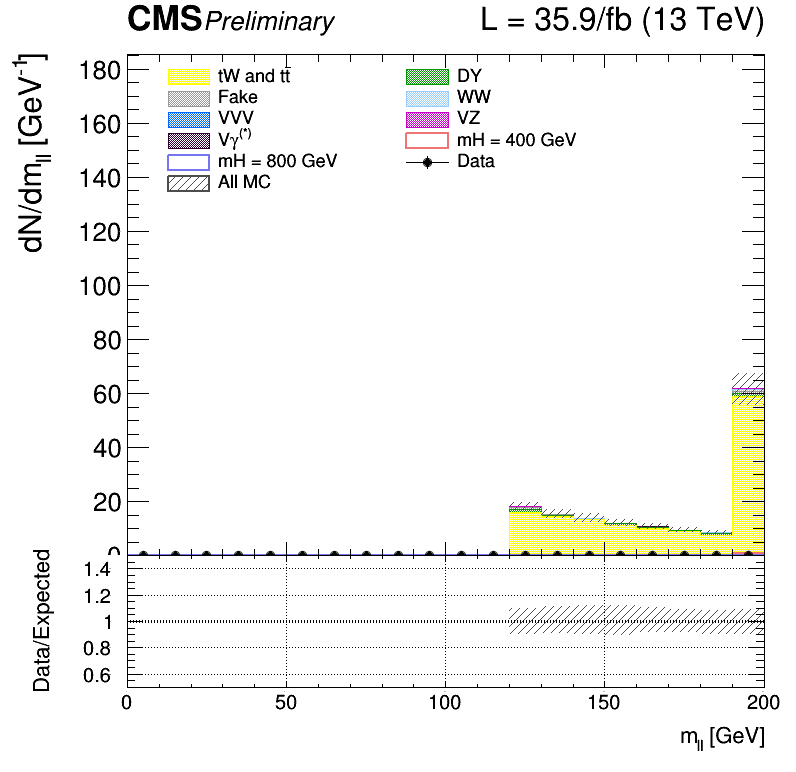 CMS Preliminary L = 35.9/fb (13 TeV)
dN/dm_ll [GeV⁻¹]
180
160
140
120
100
80
60
40
20
0
tW and tt̄
Fake
VVV
Vγ(*)
mH = 800 GeV
All MC
DY
WW
VZ
mH = 400 GeV
Data
Data/Expected
1.4
1.2
1
0.8
0.6
0 50 100 150 200
m_ll [GeV]